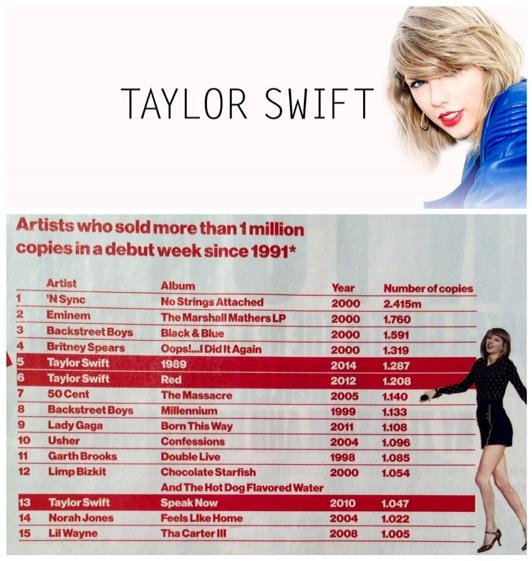 TAYLOR SWIFT
Artists who sold more than 1 million
copies in a debut week since 1991*
Artist Album Year Number of copies
1 'N Sync No Strings Attached 2000 2.415m
2 Eminem The Marshall Mathers LP 2000 1.760
3 Backstreet Boys Black & Blue 2000 1.591
4 Britney Spears Oops!...I Did It Again 2000 1.319
5 Taylor Swift 1989 2014 1.287
6 Taylor Swift Red 2012 1.208
7 50 Cent The Massacre 2005 1.140
8 Backstreet Boys Millennium 1999 1.133
9 Lady Gaga Born This Way 2011 1.108
10 Usher Confessions 2004 1.096
11 Garth Brooks Double Live 1998 1.085
12 Limp Bizkit Chocolate Starfish 2000 1.054
And The Hot Dog Flavored Water
13 Taylor Swift Speak Now 2010 1.047
14 Norah Jones Feels LIke Home 2004 1.022
15 Lil Wayne Tha Carter III 2008 1.005